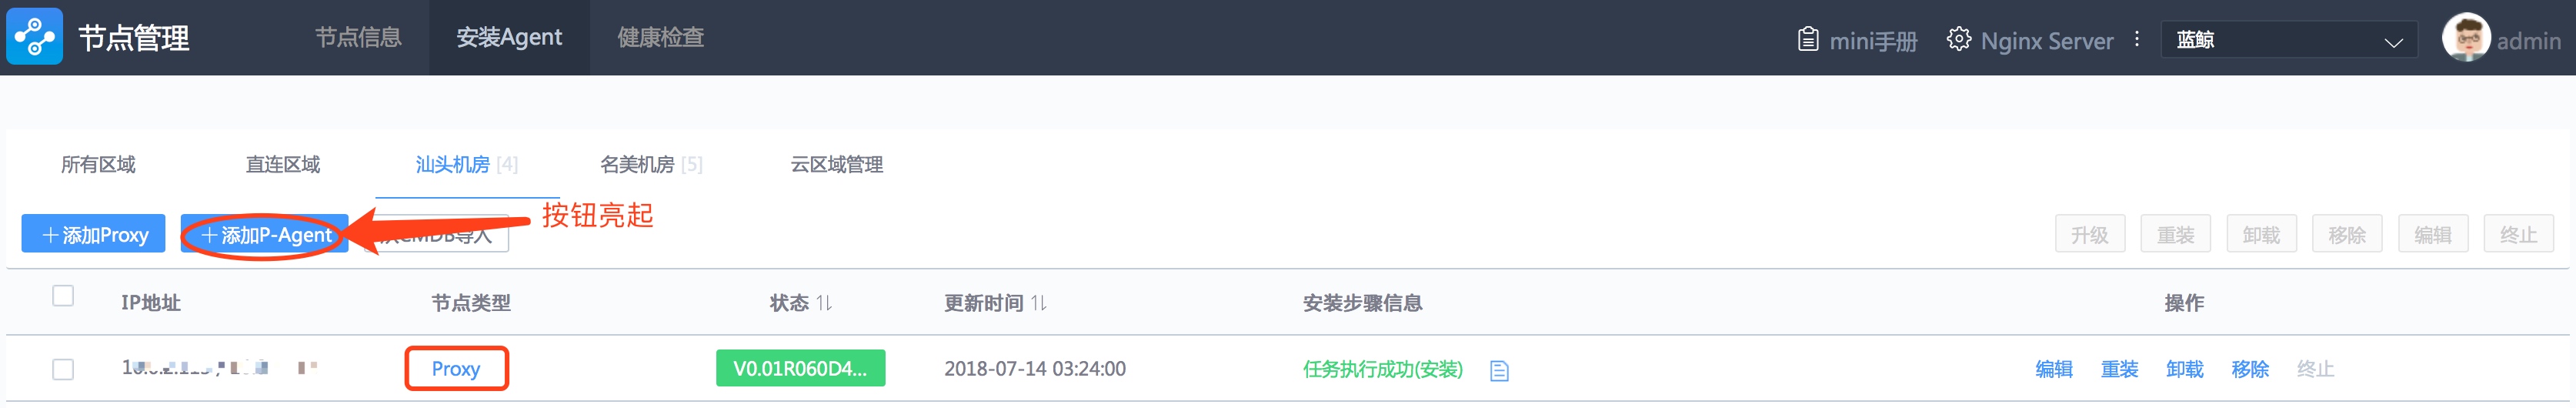 节点管理 节点信息 安装Agent 健康检查 mini手册 Nginx Server 蓝鲸 admin
所有区域 直连区域 汕头机房 [4] 名美机房 [5] 云区域管理
按钮亮起
+添加Proxy +添加P-Agent CMDB导入 升级 重装 卸载 移除 编辑 终止
IP地址 节点类型 状态 更新时间 安装步骤信息 操作
Proxy V0.01R060D4... 2018-07-14 03:24:00 任务执行成功(安装) 编辑 重装 卸载 移除 终止